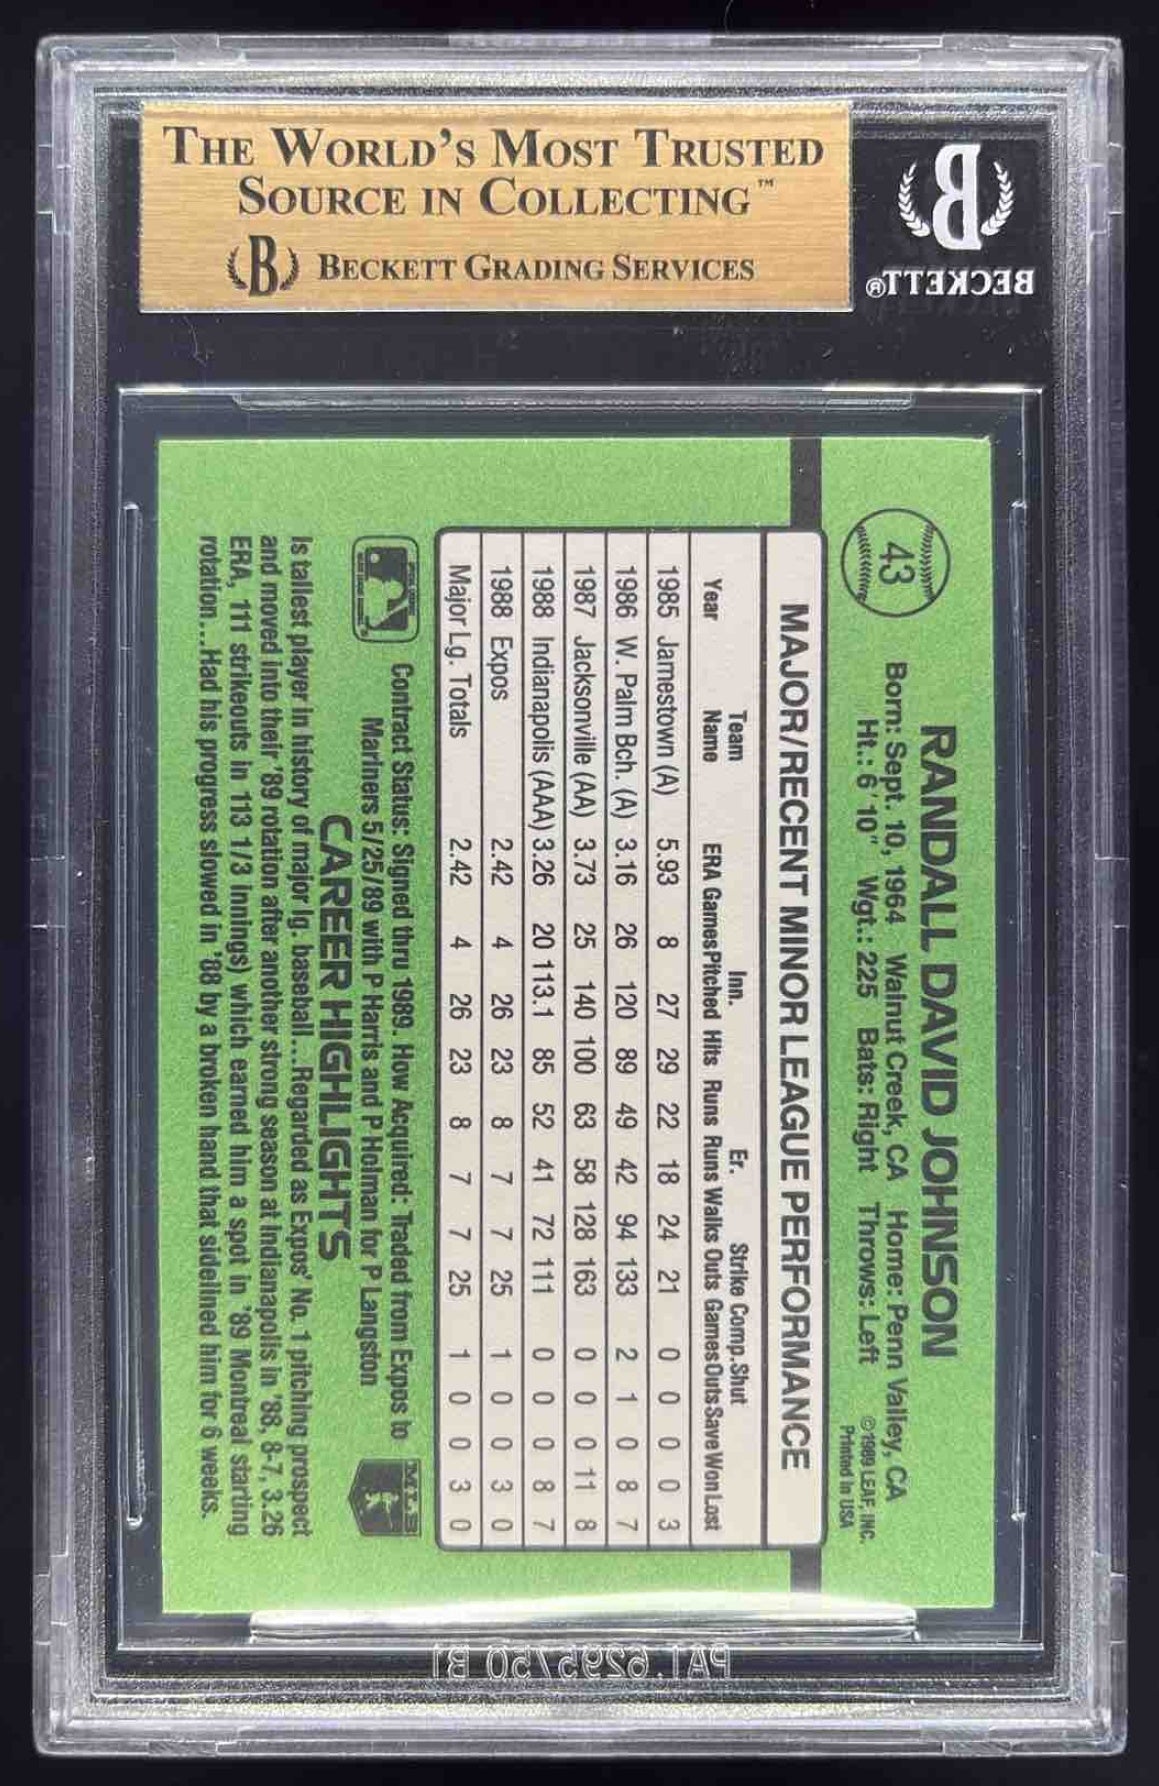 THE WORLD'S MOST TRUSTED
SOURCE IN COLLECTING™
B BECKETT GRADING SERVICES
B
BECKETT®
43
RANDALL DAVID JOHNSON
Born: Sept. 10, 1964 Walnut Creek, CA Home: Penn Valley, CA
Ht.: 6'10" Wgt.: 225 Bats: Right Throws: Left
©1989 LEAF, INC.
Printed in USA
MAJOR/RECENT MINOR LEAGUE PERFORMANCE
Team Inn. Er. Strike Comp. Shut
Year Name ERA Games Pitched Hits Runs Runs Walks Outs Games Outs Save Won Lost
1985 Jamestown (A) 5.93 8 27 29 22 18 24 21 0 0 0 0 3
1986 W. Palm Bch. (A) 3.16 26 120 89 49 42 94 133 2 1 0 8 7
1987 Jacksonville (AA) 3.73 25 140 100 63 58 128 163 0 0 0 11 8
1988 Indianapolis (AAA) 3.26 20 113.1 85 52 41 72 111 0 0 0 8 7
1988 Expos 2.42 4 26 23 8 7 7 25 1 0 0 3 0
Major Lg. Totals 2.42 4 26 23 8 7 7 25 1 0 0 3 0
Contract Status: Signed thru 1989. How Acquired: Traded from Expos to
Mariners 5/25/89 with P Harris and P Holman for P Langston
MLB
CAREER HIGHLIGHTS
Is tallest player in history of major lg. baseball...Regarded as Expos' No. 1 pitching prospect
and moved into their '89 rotation after another strong season at Indianapolis in '88, 8-7, 3.26
ERA, 111 strikeouts in 113 1/3 innings) which earned him a spot in '89 Montreal starting
rotation...Had his progress slowed in '88 by a broken hand that sidelined him for 6 weeks.
PAT. 6295750 B1